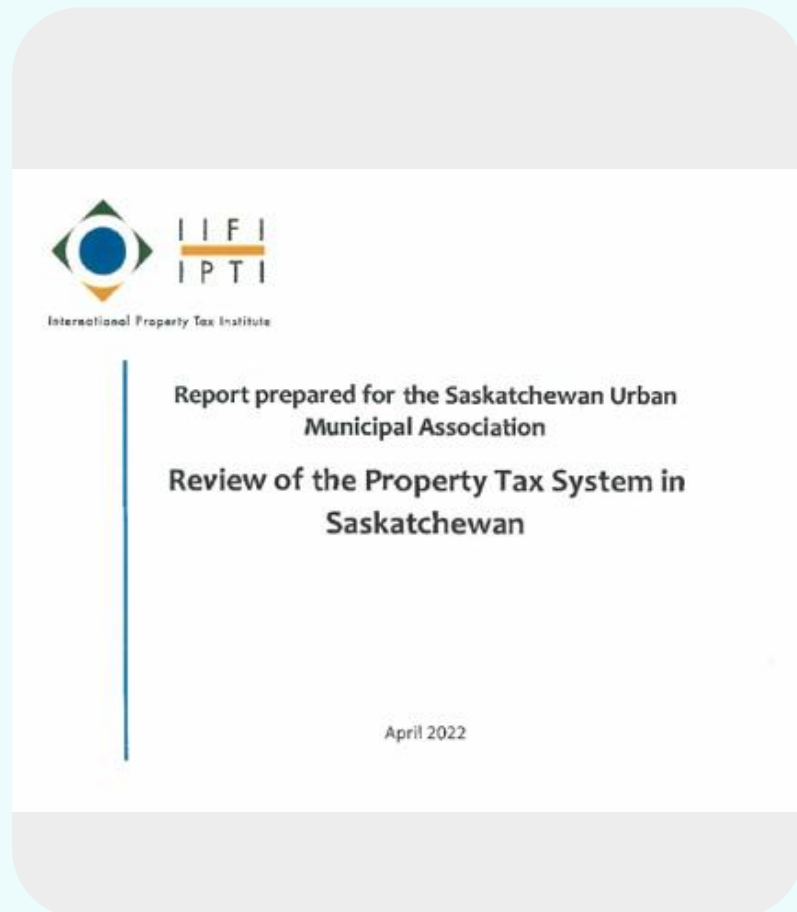 IIFI
IPTI
International Property Tax Institute
Report prepared for the Saskatchewan Urban
Municipal Association
Review of the Property Tax System in
Saskatchewan
April 2022